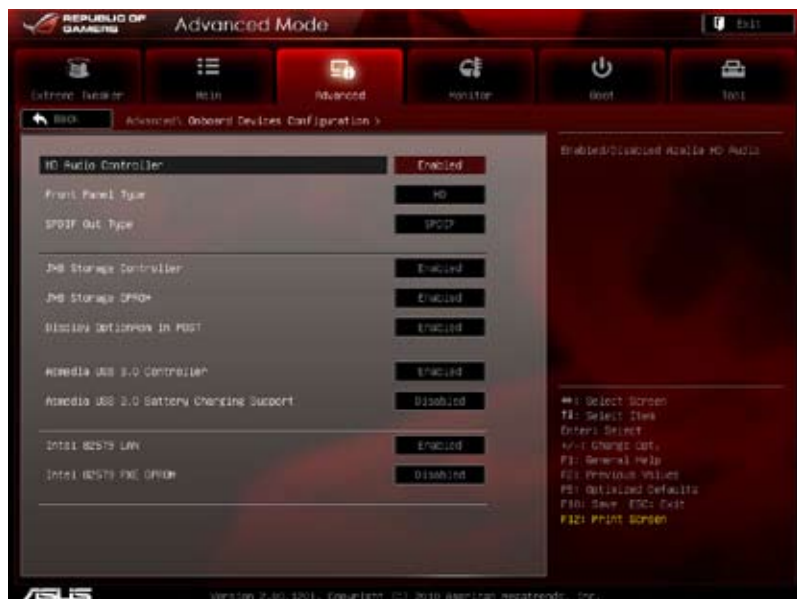 REPUBLIC OF GAMERS
Advanced Mode
Exit
Extreme Tweaker
Main
Advanced
Monitor
Boot
Tool
Back
Advanced\ Onboard Devices Configuration >
HD Audio Controller
Enabled
Enabled/Disabled Azalia HD Audio
Front Panel Type
HD
SPDIF Out Type
SPDIF
JMB Storage Controller
Enabled
JMB Storage OPROM
Enabled
Display OptionRom in POST
Enabled
Asmedia USB 3.0 Controller
Enabled
Asmedia USB 3.0 Battery Charging Support
Disabled
Intel 82579 LAN
Enabled
Intel 82579 PXE OPROM
Disabled
→←: Select Screen
↑↓: Select Item
Enter: Select
+/-: Change Opt.
F1: General Help
F2: Previous Values
F5: Optimized Defaults
F10: Save ESC: Exit
F12: Print Screen
ASUS
Version 2.00.1201. Copyright (C) 2010 American Megatrends, Inc.